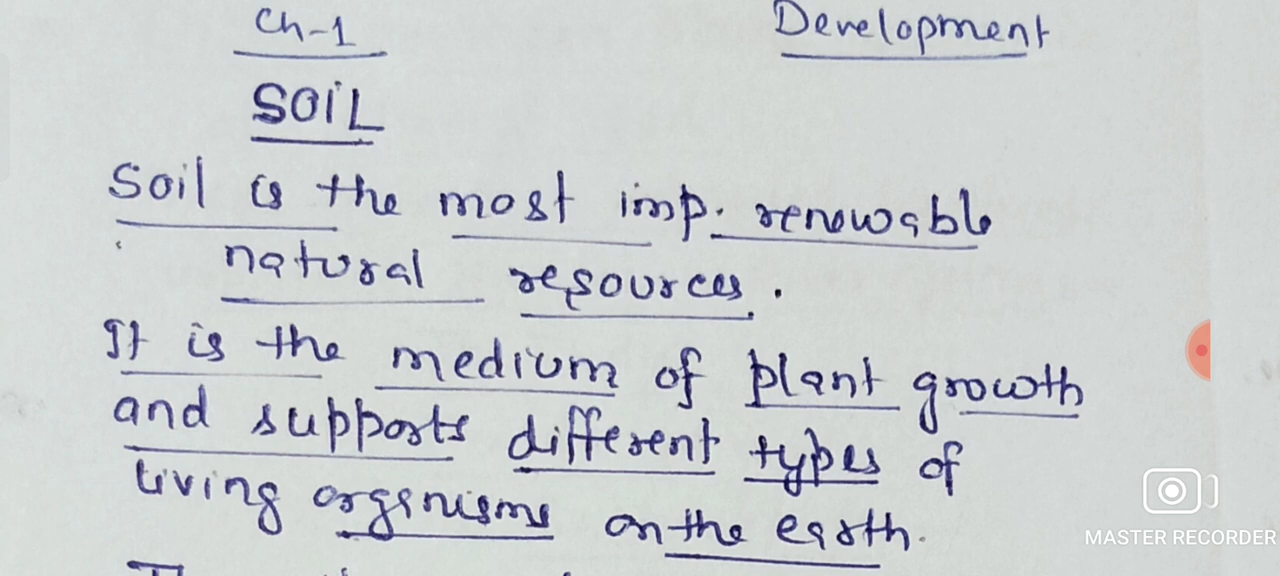 Ch-1
Development
SOIL
Soil is the most imp. renewable
natural resources.
It is the medium of plant growth
and supports different types of
living organisms on the earth.
MASTER RECORDER